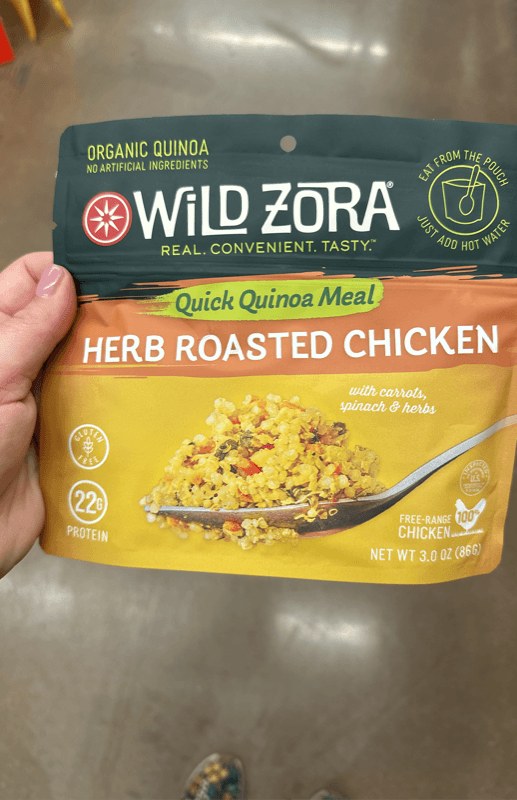 ORGANIC QUINOA
NO ARTIFICIAL INGREDIENTS
WiLD ZORA®
REAL. CONVENIENT. TASTY.™
EAT FROM THE POUCH
JUST ADD HOT WATER
Quick Quinoa Meal
HERB ROASTED CHICKEN
with carrots,
spinach & herbs
GLUTEN
FREE
22G
PROTEIN
U.S.
100%
FREE-RANGE
CHICKEN
NET WT 3.0 OZ (86G)